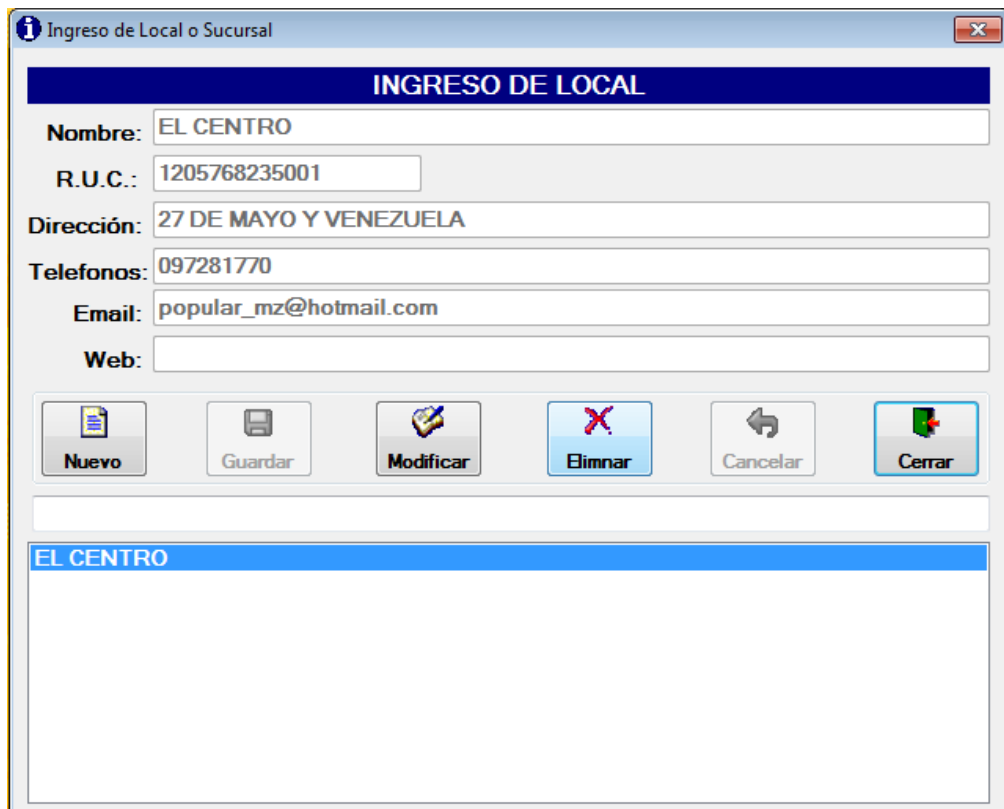 Ingreso de Local o Sucursal
INGRESO DE LOCAL
Nombre: EL CENTRO
R.U.C.: 1205768235001
Dirección: 27 DE MAYO Y VENEZUELA
Telefonos: 097281770
Email: popular_mz@hotmail.com
Web:
Nuevo Guardar Modificar Elimnar Cancelar Cerrar
EL CENTRO